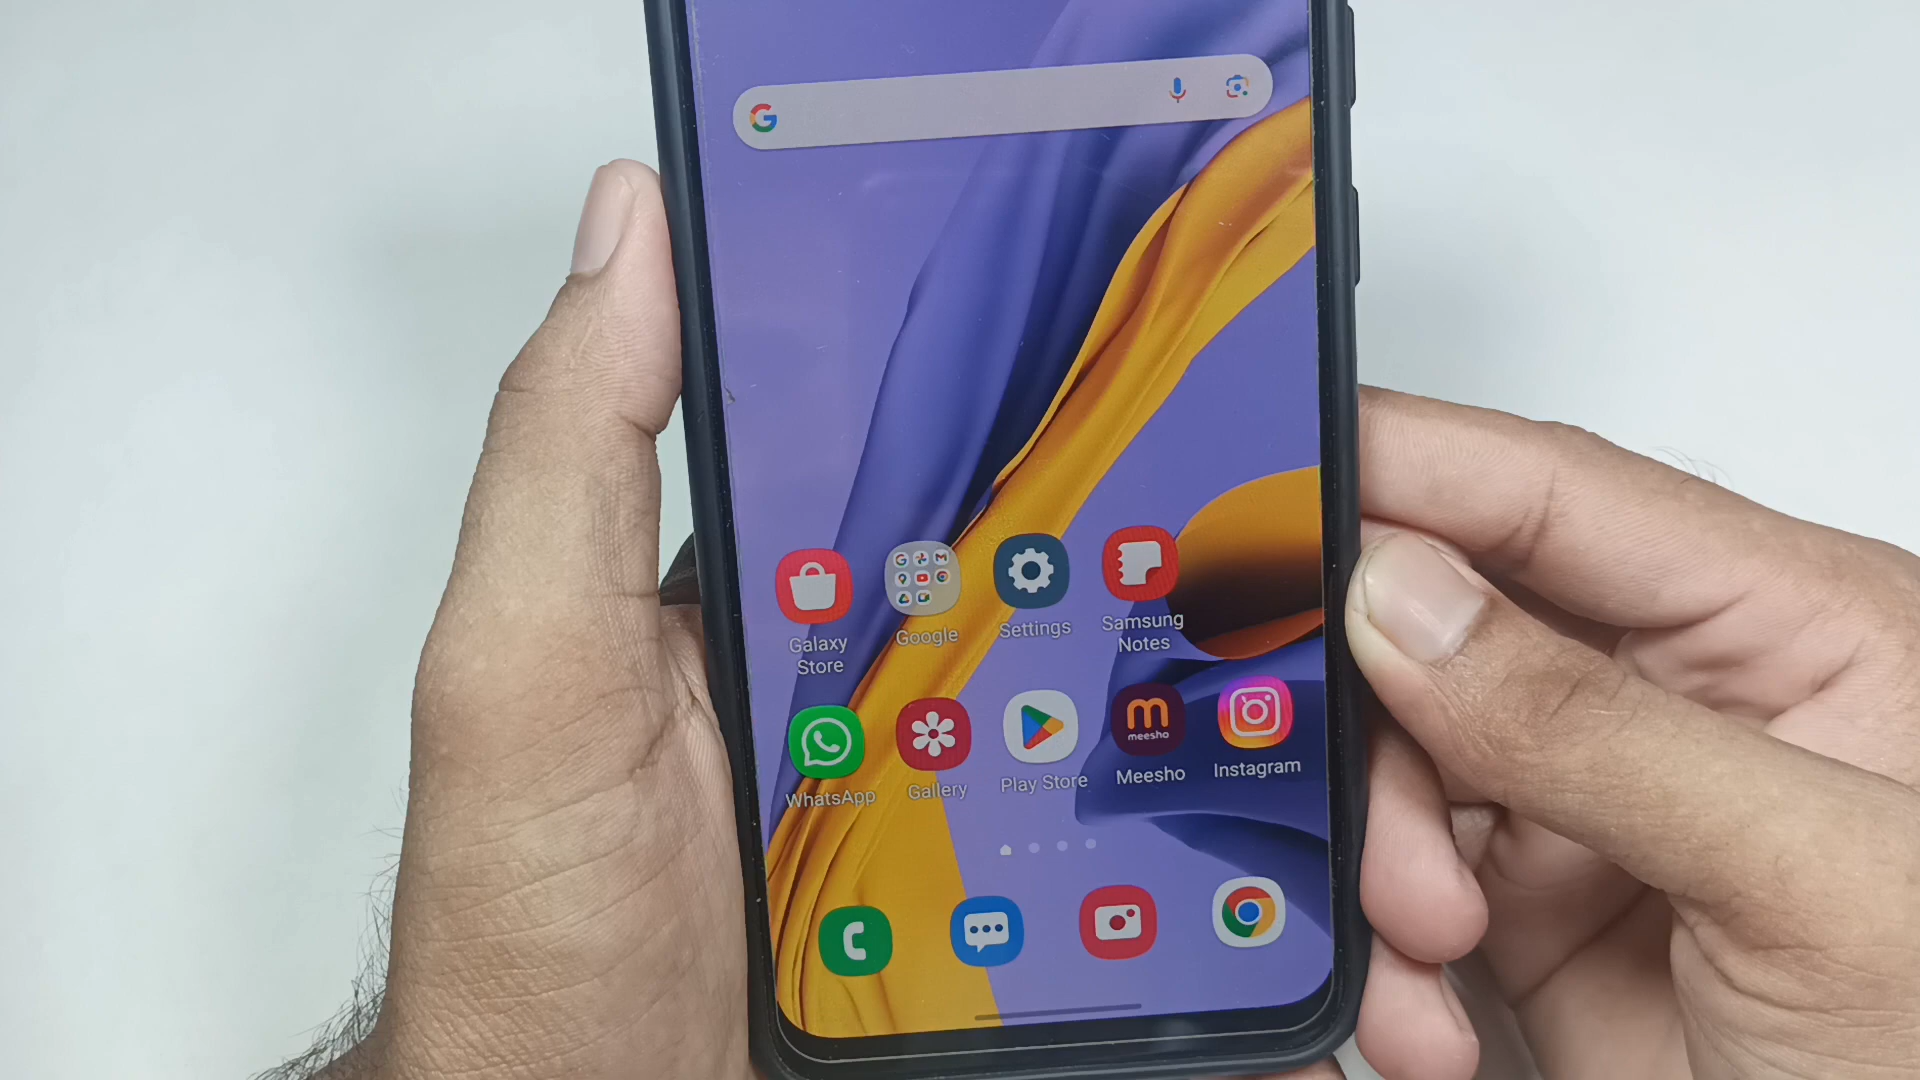 Galaxy
Store
Google
Settings
Samsung
Notes
WhatsApp
Gallery
Play Store
meesho
Meesho
Instagram